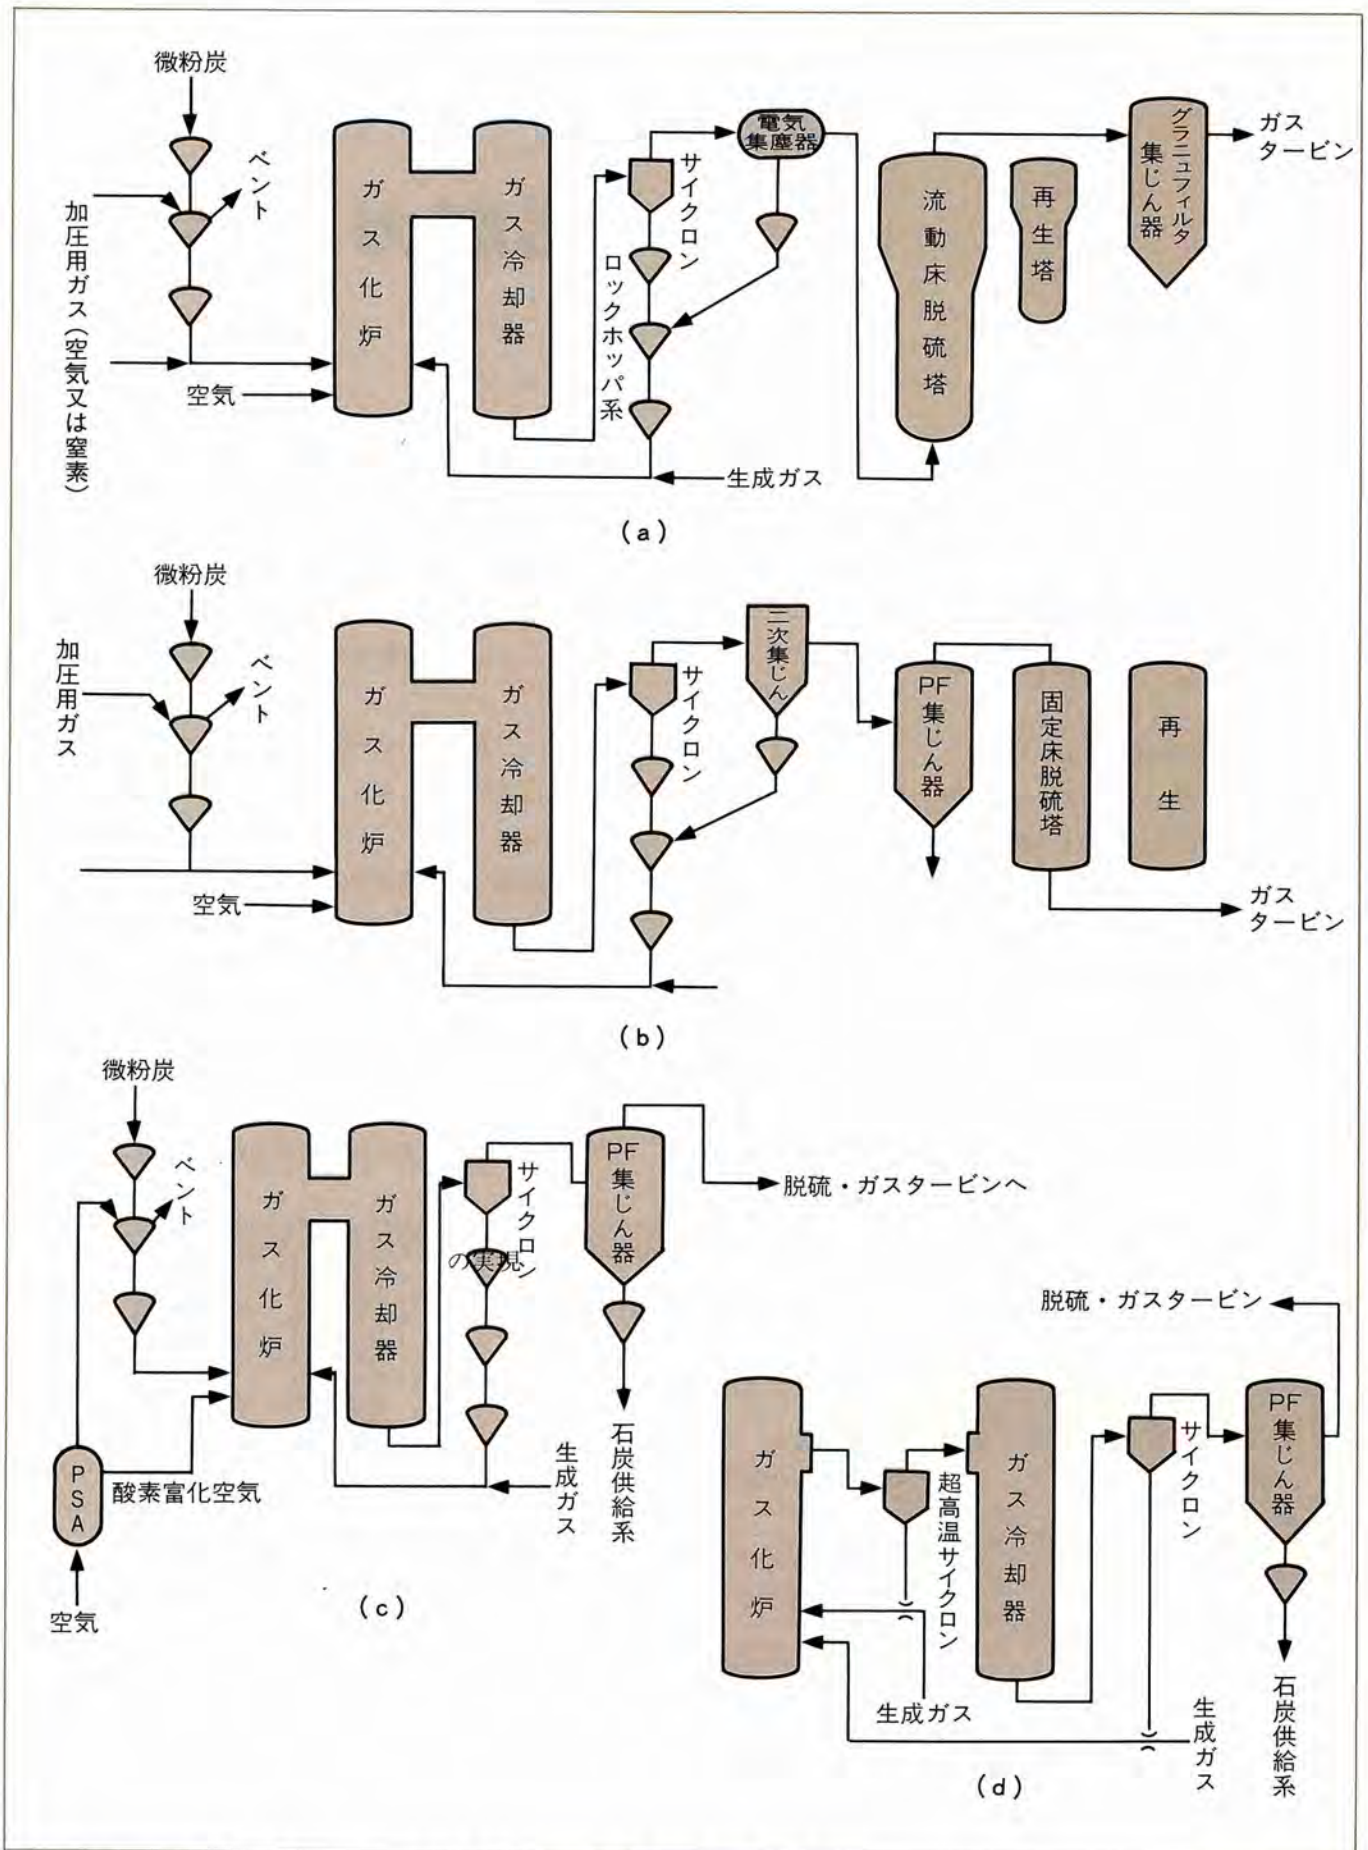 微粉炭
ベント
加圧用ガス(空気又は窒素)
空気
ガス化炉
ガス冷却器
サイクロン
ロックホッパ系
電気
集塵器
生成ガス
流動床脱硫塔
再生塔
グラニュフィルタ
集じん器
ガス
タービン
(a)
微粉炭
ベント
加圧用ガス
空気
ガス化炉
ガス冷却器
サイクロン
二次集じん
PF
集じん器
固定床脱硫塔
再生
ガス
タービン
(b)
微粉炭
ベント
PSA
酸素富化空気
空気
ガス化炉
ガス冷却器
サイクロン
の実現
生成ガス
PF
集じん器
石炭供給系
脱硫・ガスタービンへ
(c)
脱硫・ガスタービン
ガス化炉
超高温サイクロン
ガス冷却器
サイクロン
PF
集じん器
生成ガス
生成ガス
石炭供給系
(d)